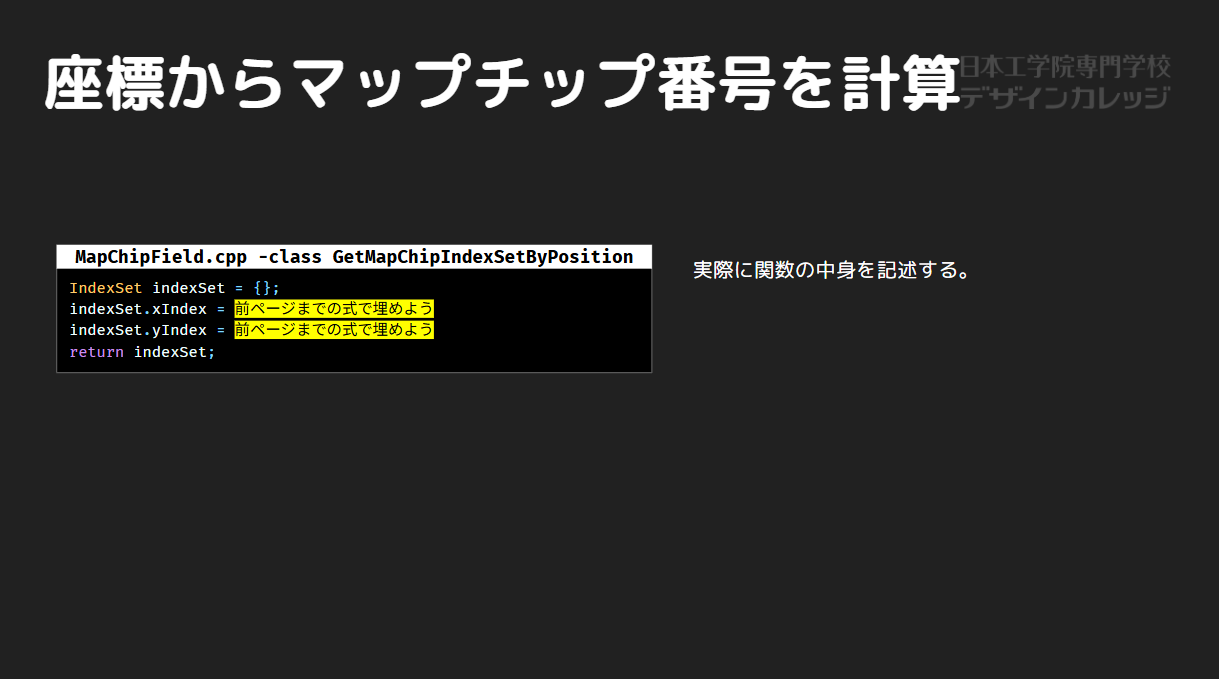 座標からマップチップ番号を計算
日本工学院専門学校
デザインカレッジ
MapChipField.cpp -class GetMapChipIndexSetByPosition
IndexSet indexSet = {};
indexSet.xIndex = 前ページまでの式で埋めよう
indexSet.yIndex = 前ページまでの式で埋めよう
return indexSet;
実際に関数の中身を記述する。